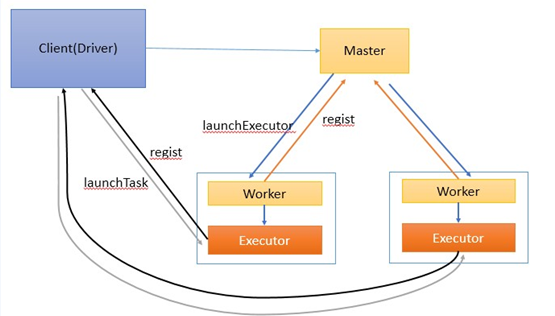 Client(Driver)
Master
launchExecutor
regist
regist
launchTask
Worker
Executor
Worker
Executor